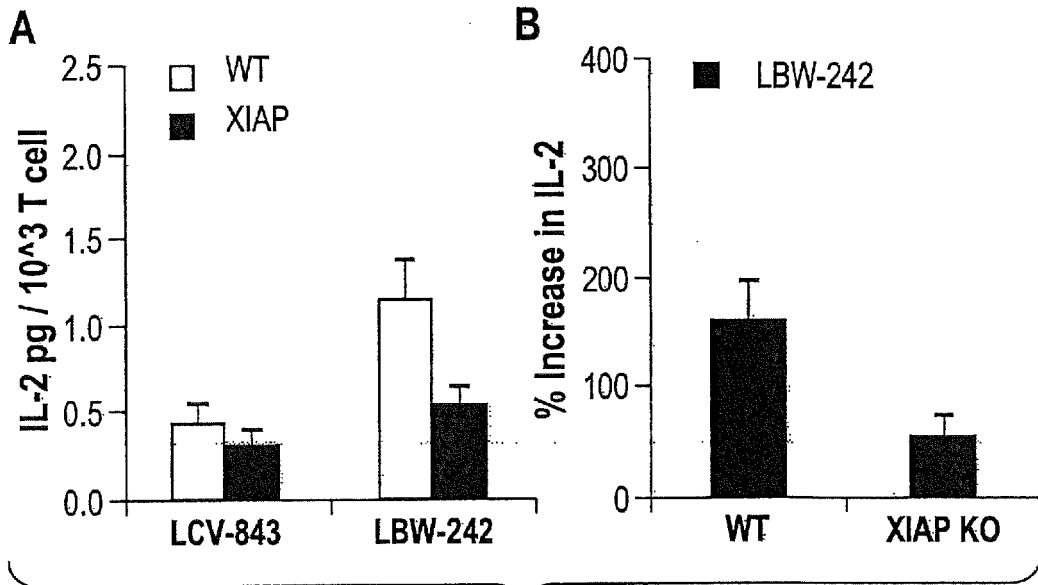 A
IL-2 pg / 10^3 T cell
2.5
2.0
1.5
1.0
0.5
0.0
WT
XIAP
LCV-843
LBW-242
B
% Increase in IL-2
400
300
200
100
0
LBW-242
WT
XIAP KO